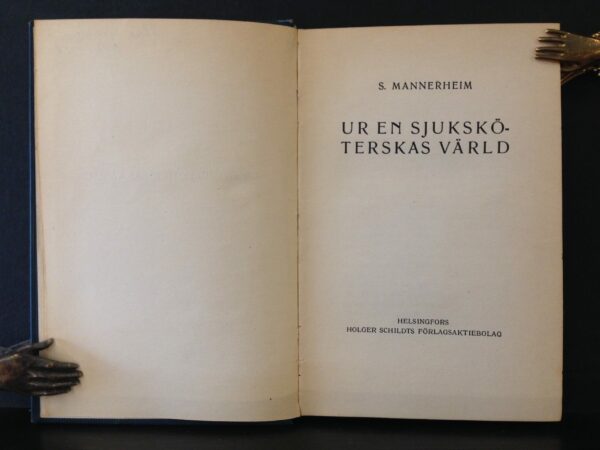 S. MANNERHEIM
UR EN SJUKSKÖ-
TERSKAS VÄRLD
HELSINGFORS
HOLGER SCHILDTS FÖRLAGSAKTIEBOLAG